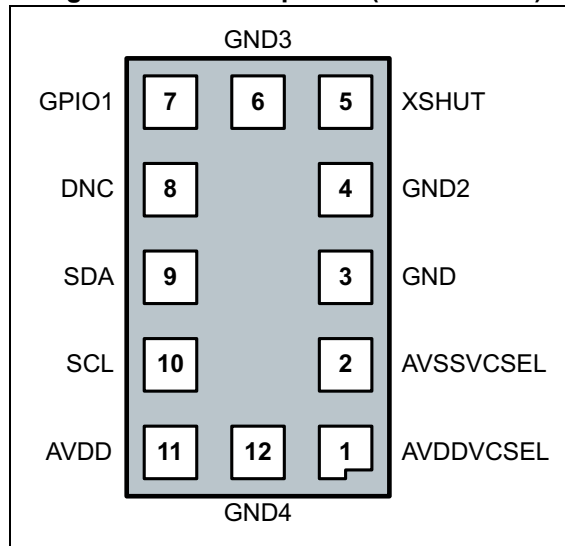 GND3
GPIO1 7 6 5 XSHUT
DNC 8 4 GND2
SDA 9 3 GND
SCL 10 2 AVSSVCSEL
AVDD 11 12 1 AVDDVCSEL
GND4